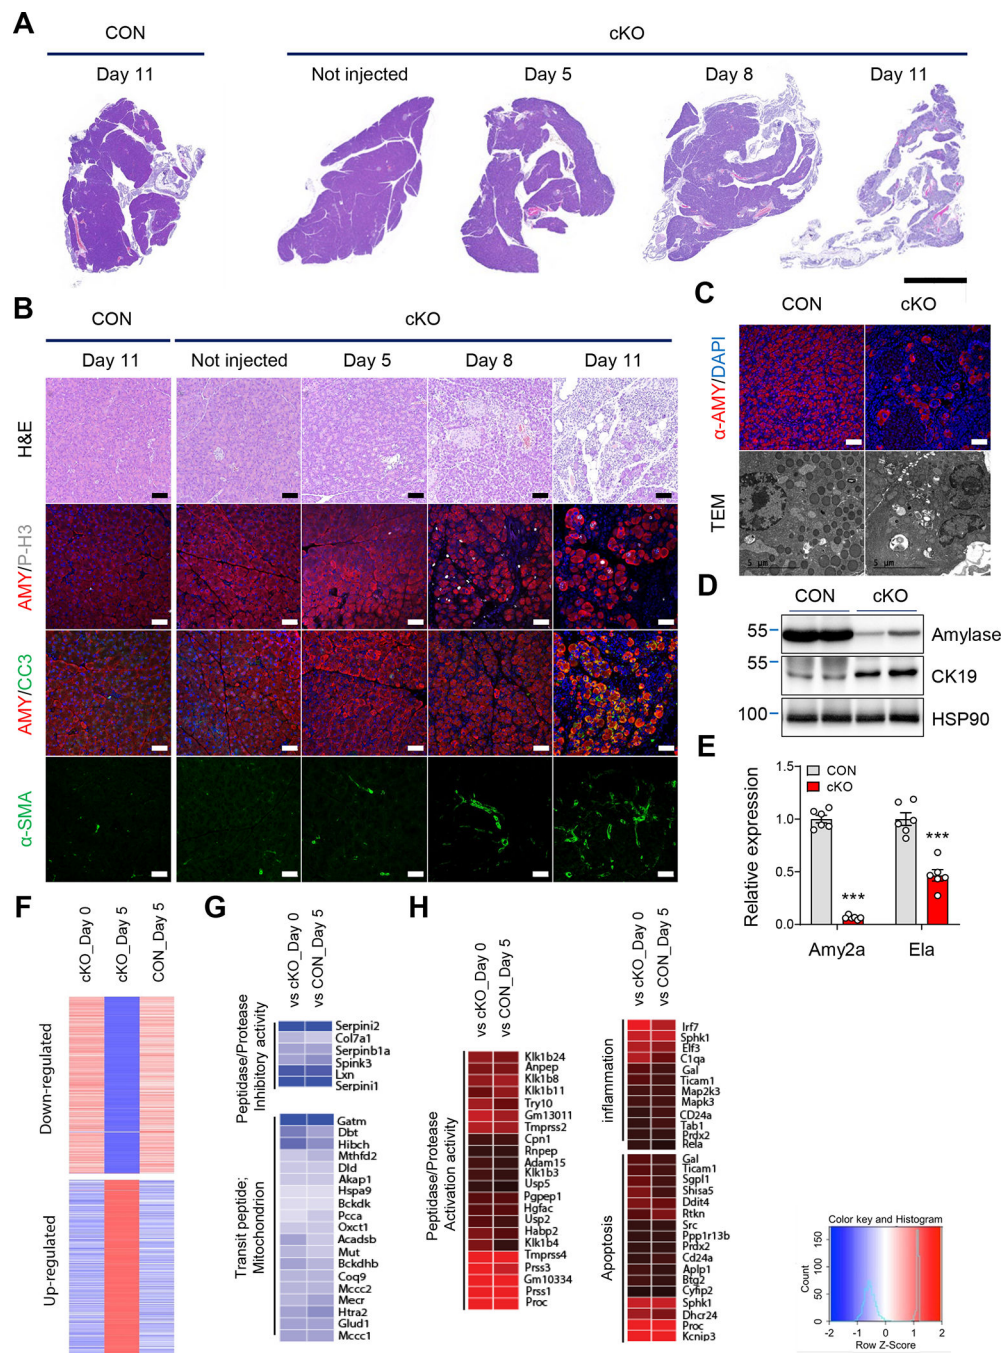 A
CON
cKO
Day 11
Not injected
Day 5
Day 8
Day 11
B
CON
cKO
Day 11
Not injected
Day 5
Day 8
Day 11
H&E
AMY/P-H3
AMY/CC3
α-SMA
C
CON
cKO
α-AMY/DAPI
TEM
5 μm
5 μm
D
CON
cKO
55
Amylase
55
CK19
100
HSP90
E
Relative expression
1.5
1.0
0.5
0.0
CON
cKO
***
***
Amy2a
Ela
F
cKO_Day 0
cKO_Day 5
CON_Day 5
Down-regulated
Up-regulated
G
vs cKO_Day 0
vs CON_Day 5
Peptidase/Protease
Inhibitory activity
Serpini2
Col7a1
Serpinb1a
Spink3
Lxn
Serpini1
Transit peptide;
Mitochondrion
Gatm
Dbt
Hibch
Mthfd2
Dld
Akap1
Hspa9
Bckdk
Pcca
Oxct1
Acadsb
Mut
Bckdhb
Coq9
Mccc2
Mecr
Htra2
Glud1
Mccc1
H
vs cKO_Day 0
vs CON_Day 5
Peptidase/Protease
Activation activity
Klk1b24
Anpep
Klk1b8
Klk1b11
Try10
Gm13011
Tmprss2
Cpn1
Rnpep
Adam15
Klk1b3
Usp5
Pgpep1
Hgfac
Usp2
Habp2
Klk1b4
Tmprss4
Prss3
Gm10334
Prss1
Proc
vs cKO_Day 0
vs CON_Day 5
inflammation
Irf7
Sphk1
Elf3
C1qa
Gal
Ticam1
Map2k3
Mapk3
CD24a
Tab1
Prdx2
Rela
Apoptosis
Gal
Ticam1
Sgpl1
Shisa5
Ddit4
Rtkn
Src
Ppp1r13b
Prdx2
Cd24a
Aplp1
Btg2
Cyfip2
Sphk1
Dhcr24
Proc
Kcnip3
Color key and Histogram
Count
150
100
50
0
-2
-1
0
1
2
Row Z-Score